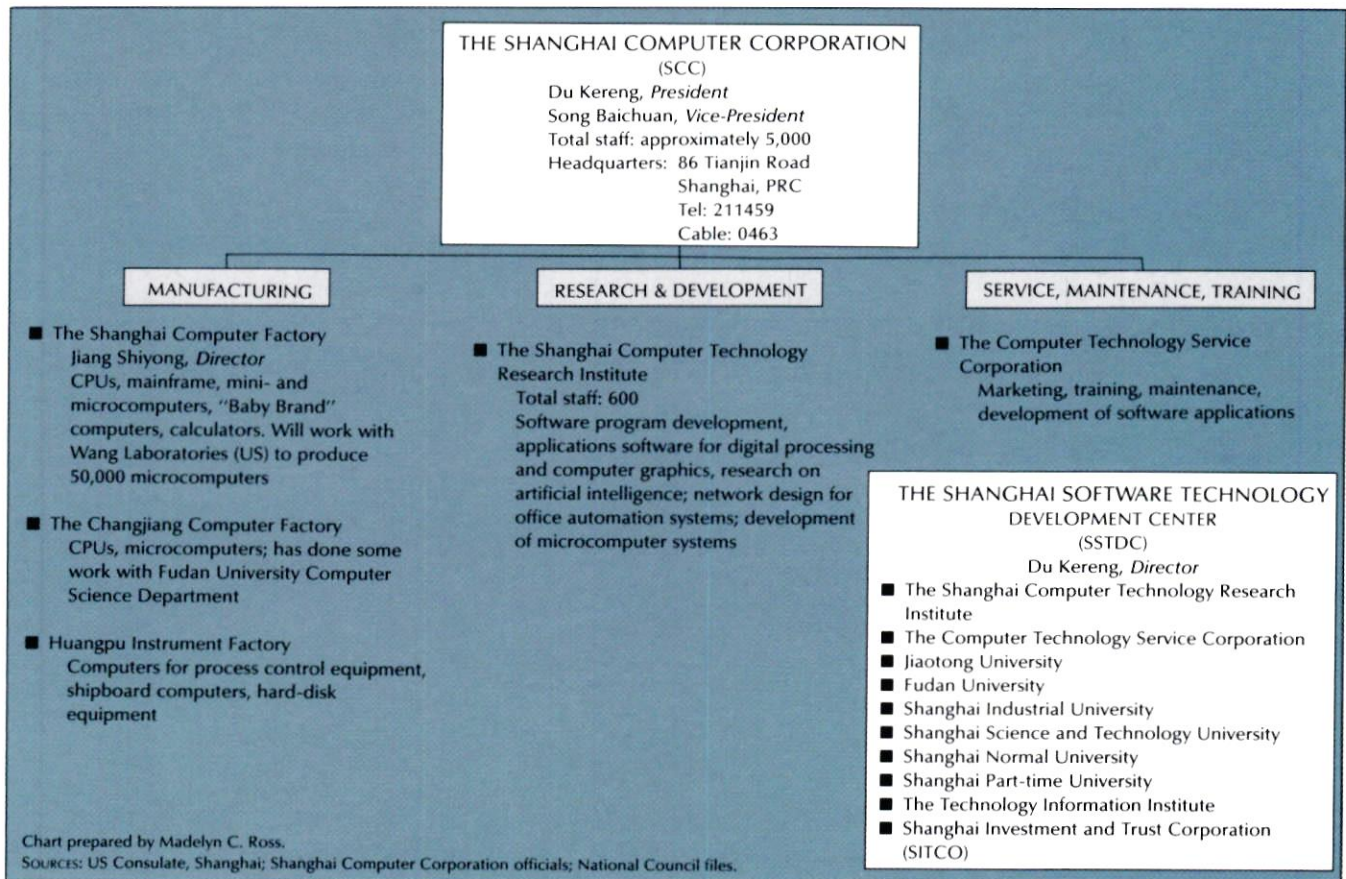 THE SHANGHAI COMPUTER CORPORATION
(SCC)
Du Kereng, President
Song Baichuan, Vice-President
Total staff: approximately 5,000
Headquarters: 86 Tianjin Road
Shanghai, PRC
Tel: 211459
Cable: 0463
MANUFACTURING
■ The Shanghai Computer Factory
Jiang Shiyong, Director
CPUs, mainframe, mini- and
microcomputers, "Baby Brand"
computers, calculators. Will work with
Wang Laboratories (US) to produce
50,000 microcomputers
■ The Changjiang Computer Factory
CPUs, microcomputers; has done some
work with Fudan University Computer
Science Department
■ Huangpu Instrument Factory
Computers for process control equipment,
shipboard computers, hard-disk
equipment
RESEARCH & DEVELOPMENT
■ The Shanghai Computer Technology
Research Institute
Total staff: 600
Software program development,
applications software for digital processing
and computer graphics, research on
artificial intelligence; network design for
office automation systems; development
of microcomputer systems
SERVICE, MAINTENANCE, TRAINING
■ The Computer Technology Service
Corporation
Marketing, training, maintenance,
development of software applications
THE SHANGHAI SOFTWARE TECHNOLOGY
DEVELOPMENT CENTER
(SSTDC)
Du Kereng, Director
■ The Shanghai Computer Technology Research
Institute
■ The Computer Technology Service Corporation
■ Jiaotong University
■ Fudan University
■ Shanghai Industrial University
■ Shanghai Science and Technology University
■ Shanghai Normal University
■ Shanghai Part-time University
■ The Technology Information Institute
■ Shanghai Investment and Trust Corporation
(SITCO)
Chart prepared by Madelyn C. Ross.
SOURCES: US Consulate, Shanghai; Shanghai Computer Corporation officials; National Council files.